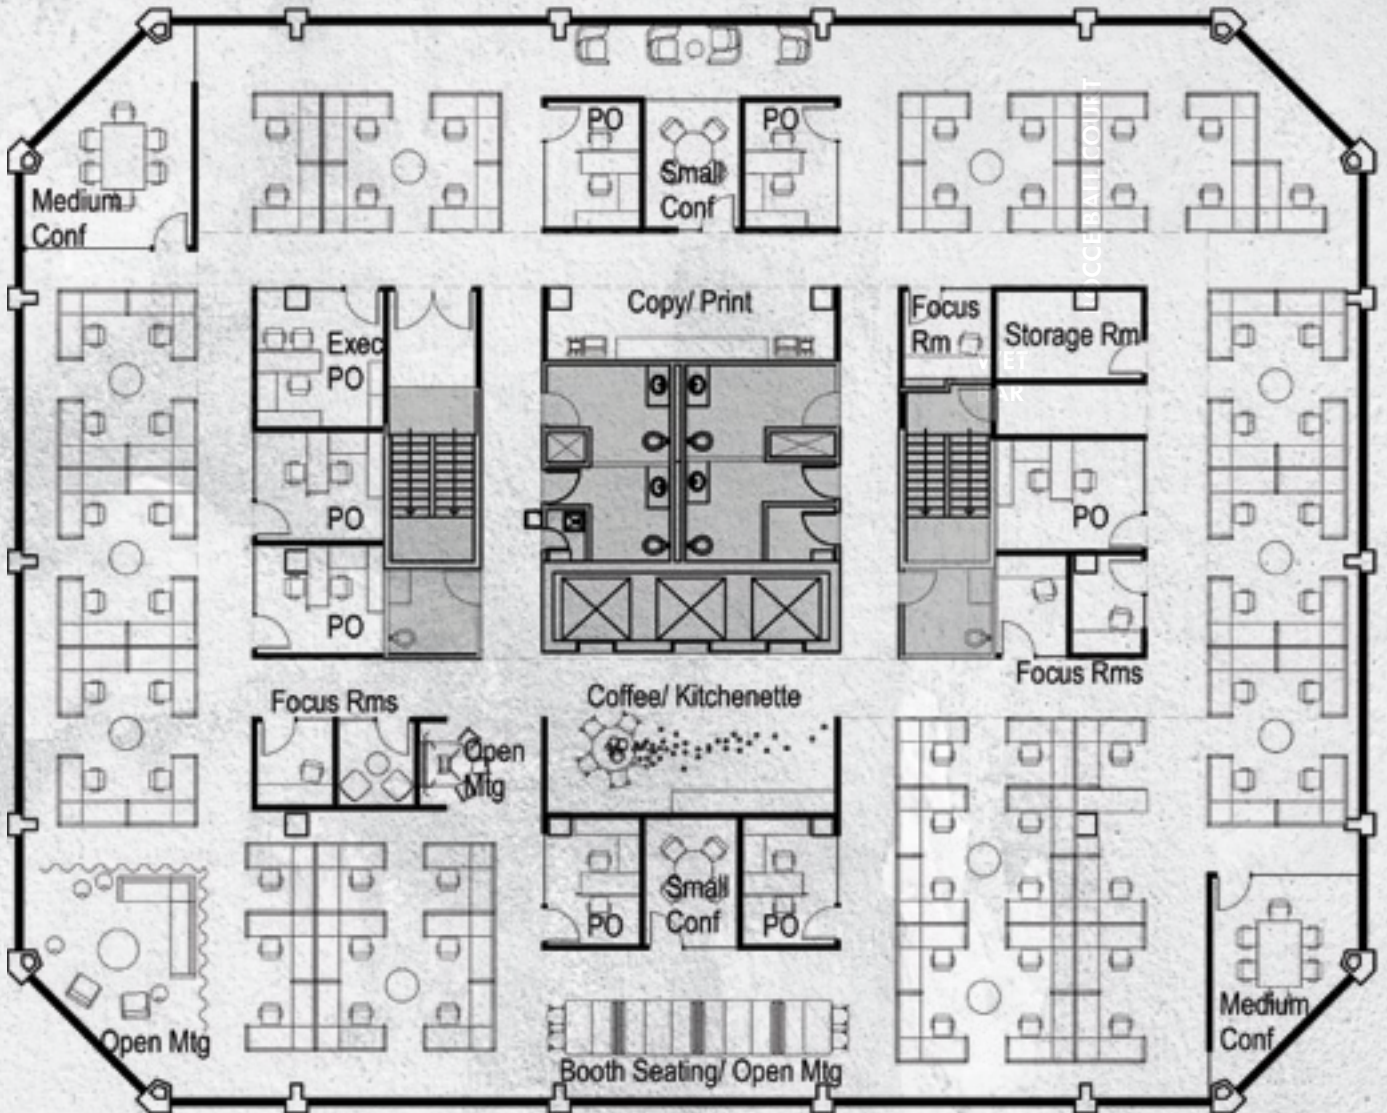 PO
PO
Small
Conf
Medium
Conf
Copy/ Print
Focus
Rm
Storage Rm
Exec
PO
PO
PO
PO
Focus Rms
Focus Rms
Coffee/ Kitchenette
Open
Mtg
Small
Conf
PO
PO
Open Mtg
Medium
Conf
Booth Seating/ Open Mtg